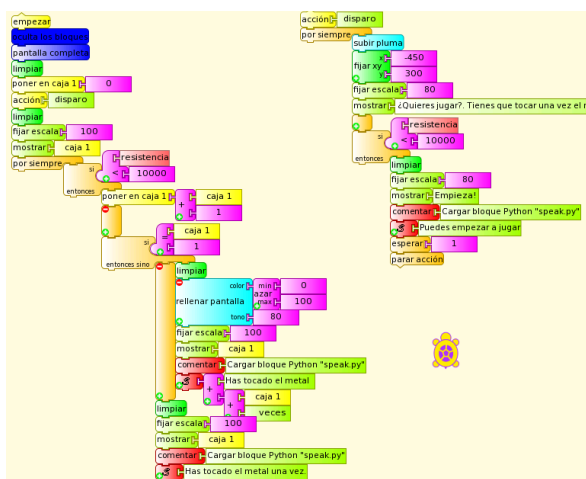 empezar
oculta los bloques
pantalla completa
limpiar
poner en caja 1 0
acción disparo
limpiar
fijar escala 100
mostrar caja 1
por siempre
si resistencia
< 10000
entonces
poner en caja 1 + caja 1
1
si = caja 1
1
entonces sino
limpiar
rellenar pantalla color azar min 0
max 100
tono 80
fijar escala 100
mostrar caja 1
comentar Cargar bloque Python "speak.py"
+ Has tocado el metal
+ caja 1
veces
limpiar
fijar escala 100
mostrar caja 1
comentar Cargar bloque Python "speak.py"
Has tocado el metal una vez.
acción disparo
por siempre
subir pluma
fijar xy x -450
y 300
fijar escala 80
mostrar ¿Quieres jugar?. Tienes que tocar una vez el
si resistencia
< 10000
entonces
limpiar
fijar escala 80
mostrar Empieza!
comentar Cargar bloque Python "speak.py"
Puedes empezar a jugar
esperar 1
parar acción